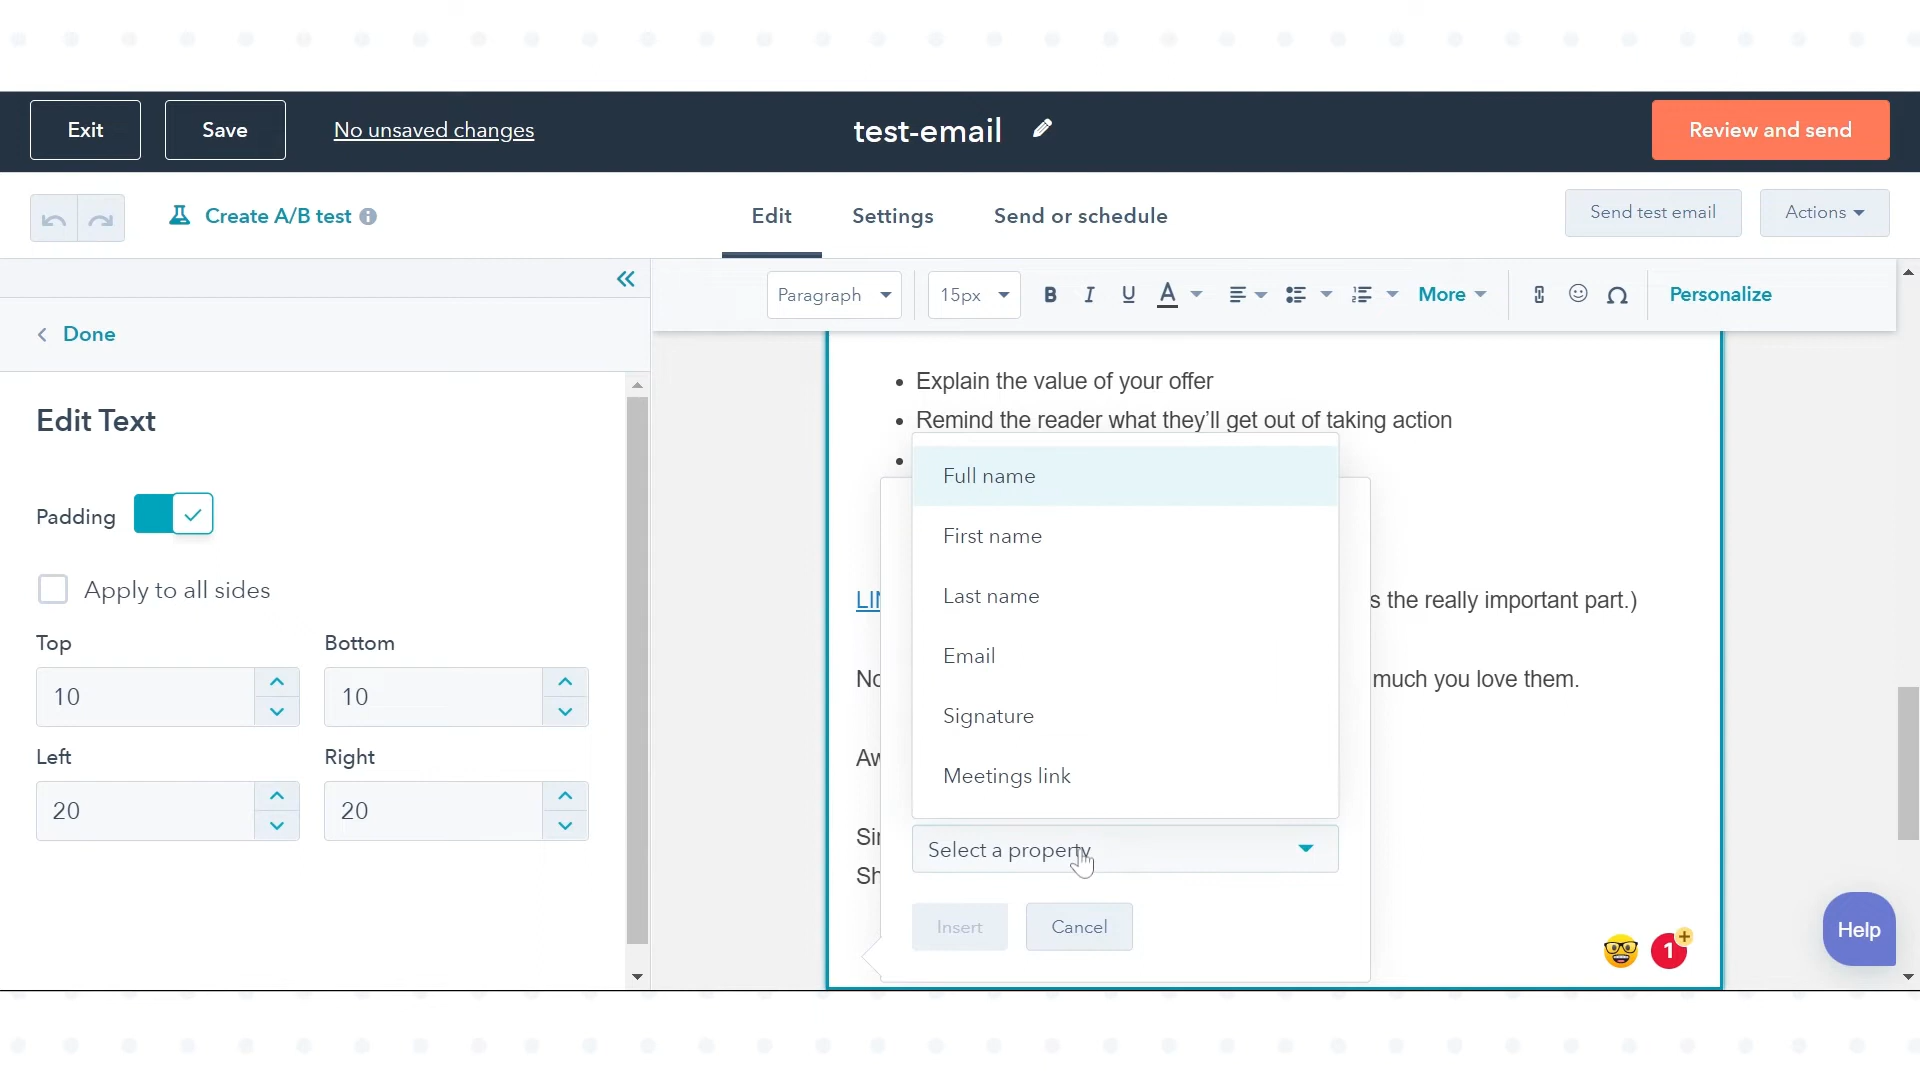 Exit
Save
No unsaved changes
test-email
Review and send
Create A/B test
Edit
Settings
Send or schedule
Send test email
Actions
Paragraph
15px
B
I
U
A
More
Personalize
Done
Edit Text
Padding
Apply to all sides
Top
Bottom
10
10
Left
Right
20
20
• Explain the value of your offer
• Remind the reader what they'll get out of taking action
•
Full name
First name
Last name
Email
Signature
Meetings link
Select a property
Insert
Cancel
the really important part.)
much you love them.
1
Help